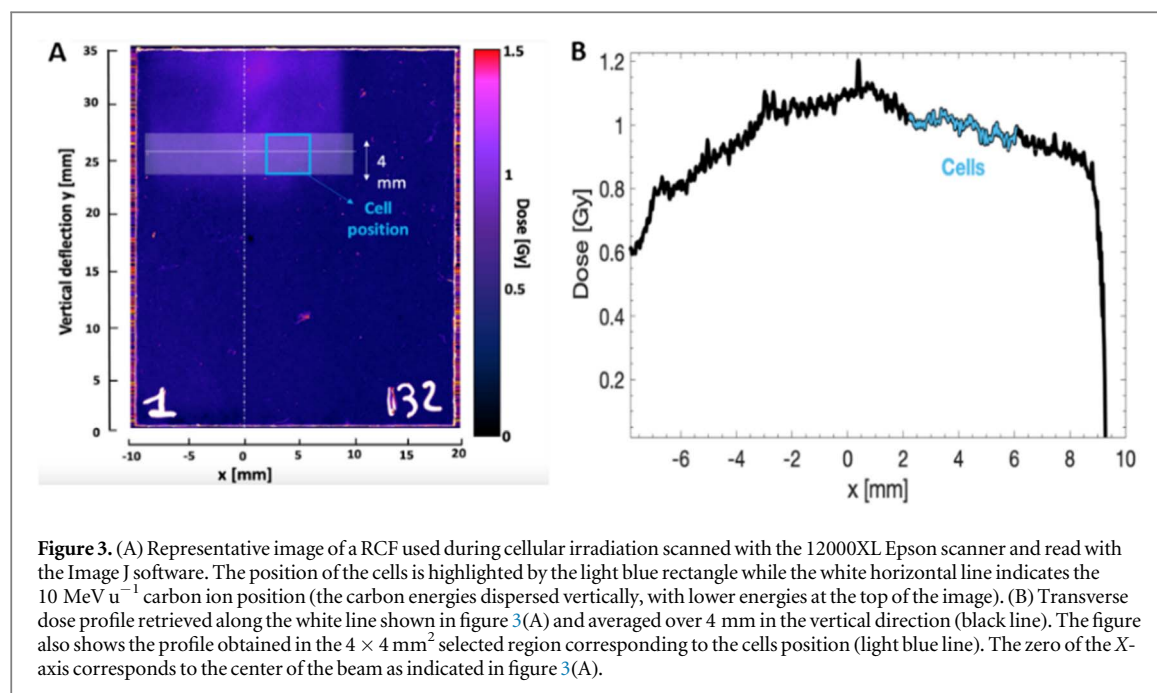 A
B
35
30
25
20
15
10
5
0
Vertical deflection y [mm]
4
mm
Cell
position
1
132
-10
-5
0
5
10
15
20
x [mm]
1.5
1
0.5
0
Dose [Gy]
1.2
1
0.8
0.6
0.4
0.2
Dose [Gy]
Cells
-6
-4
-2
0
2
4
6
8
10
x [mm]
Figure 3. (A) Representative image of a RCF used during cellular irradiation scanned with the 12000XL Epson scanner and read with
the Image J software. The position of the cells is highlighted by the light blue rectangle while the white horizontal line indicates the
10 MeV u⁻¹ carbon ion position (the carbon energies dispersed vertically, with lower energies at the top of the image). (B) Transverse
dose profile retrieved along the white line shown in figure 3(A) and averaged over 4 mm in the vertical direction (black line). The figure
also shows the profile obtained in the 4 × 4 mm² selected region corresponding to the cells position (light blue line). The zero of the X-
axis corresponds to the center of the beam as indicated in figure 3(A).